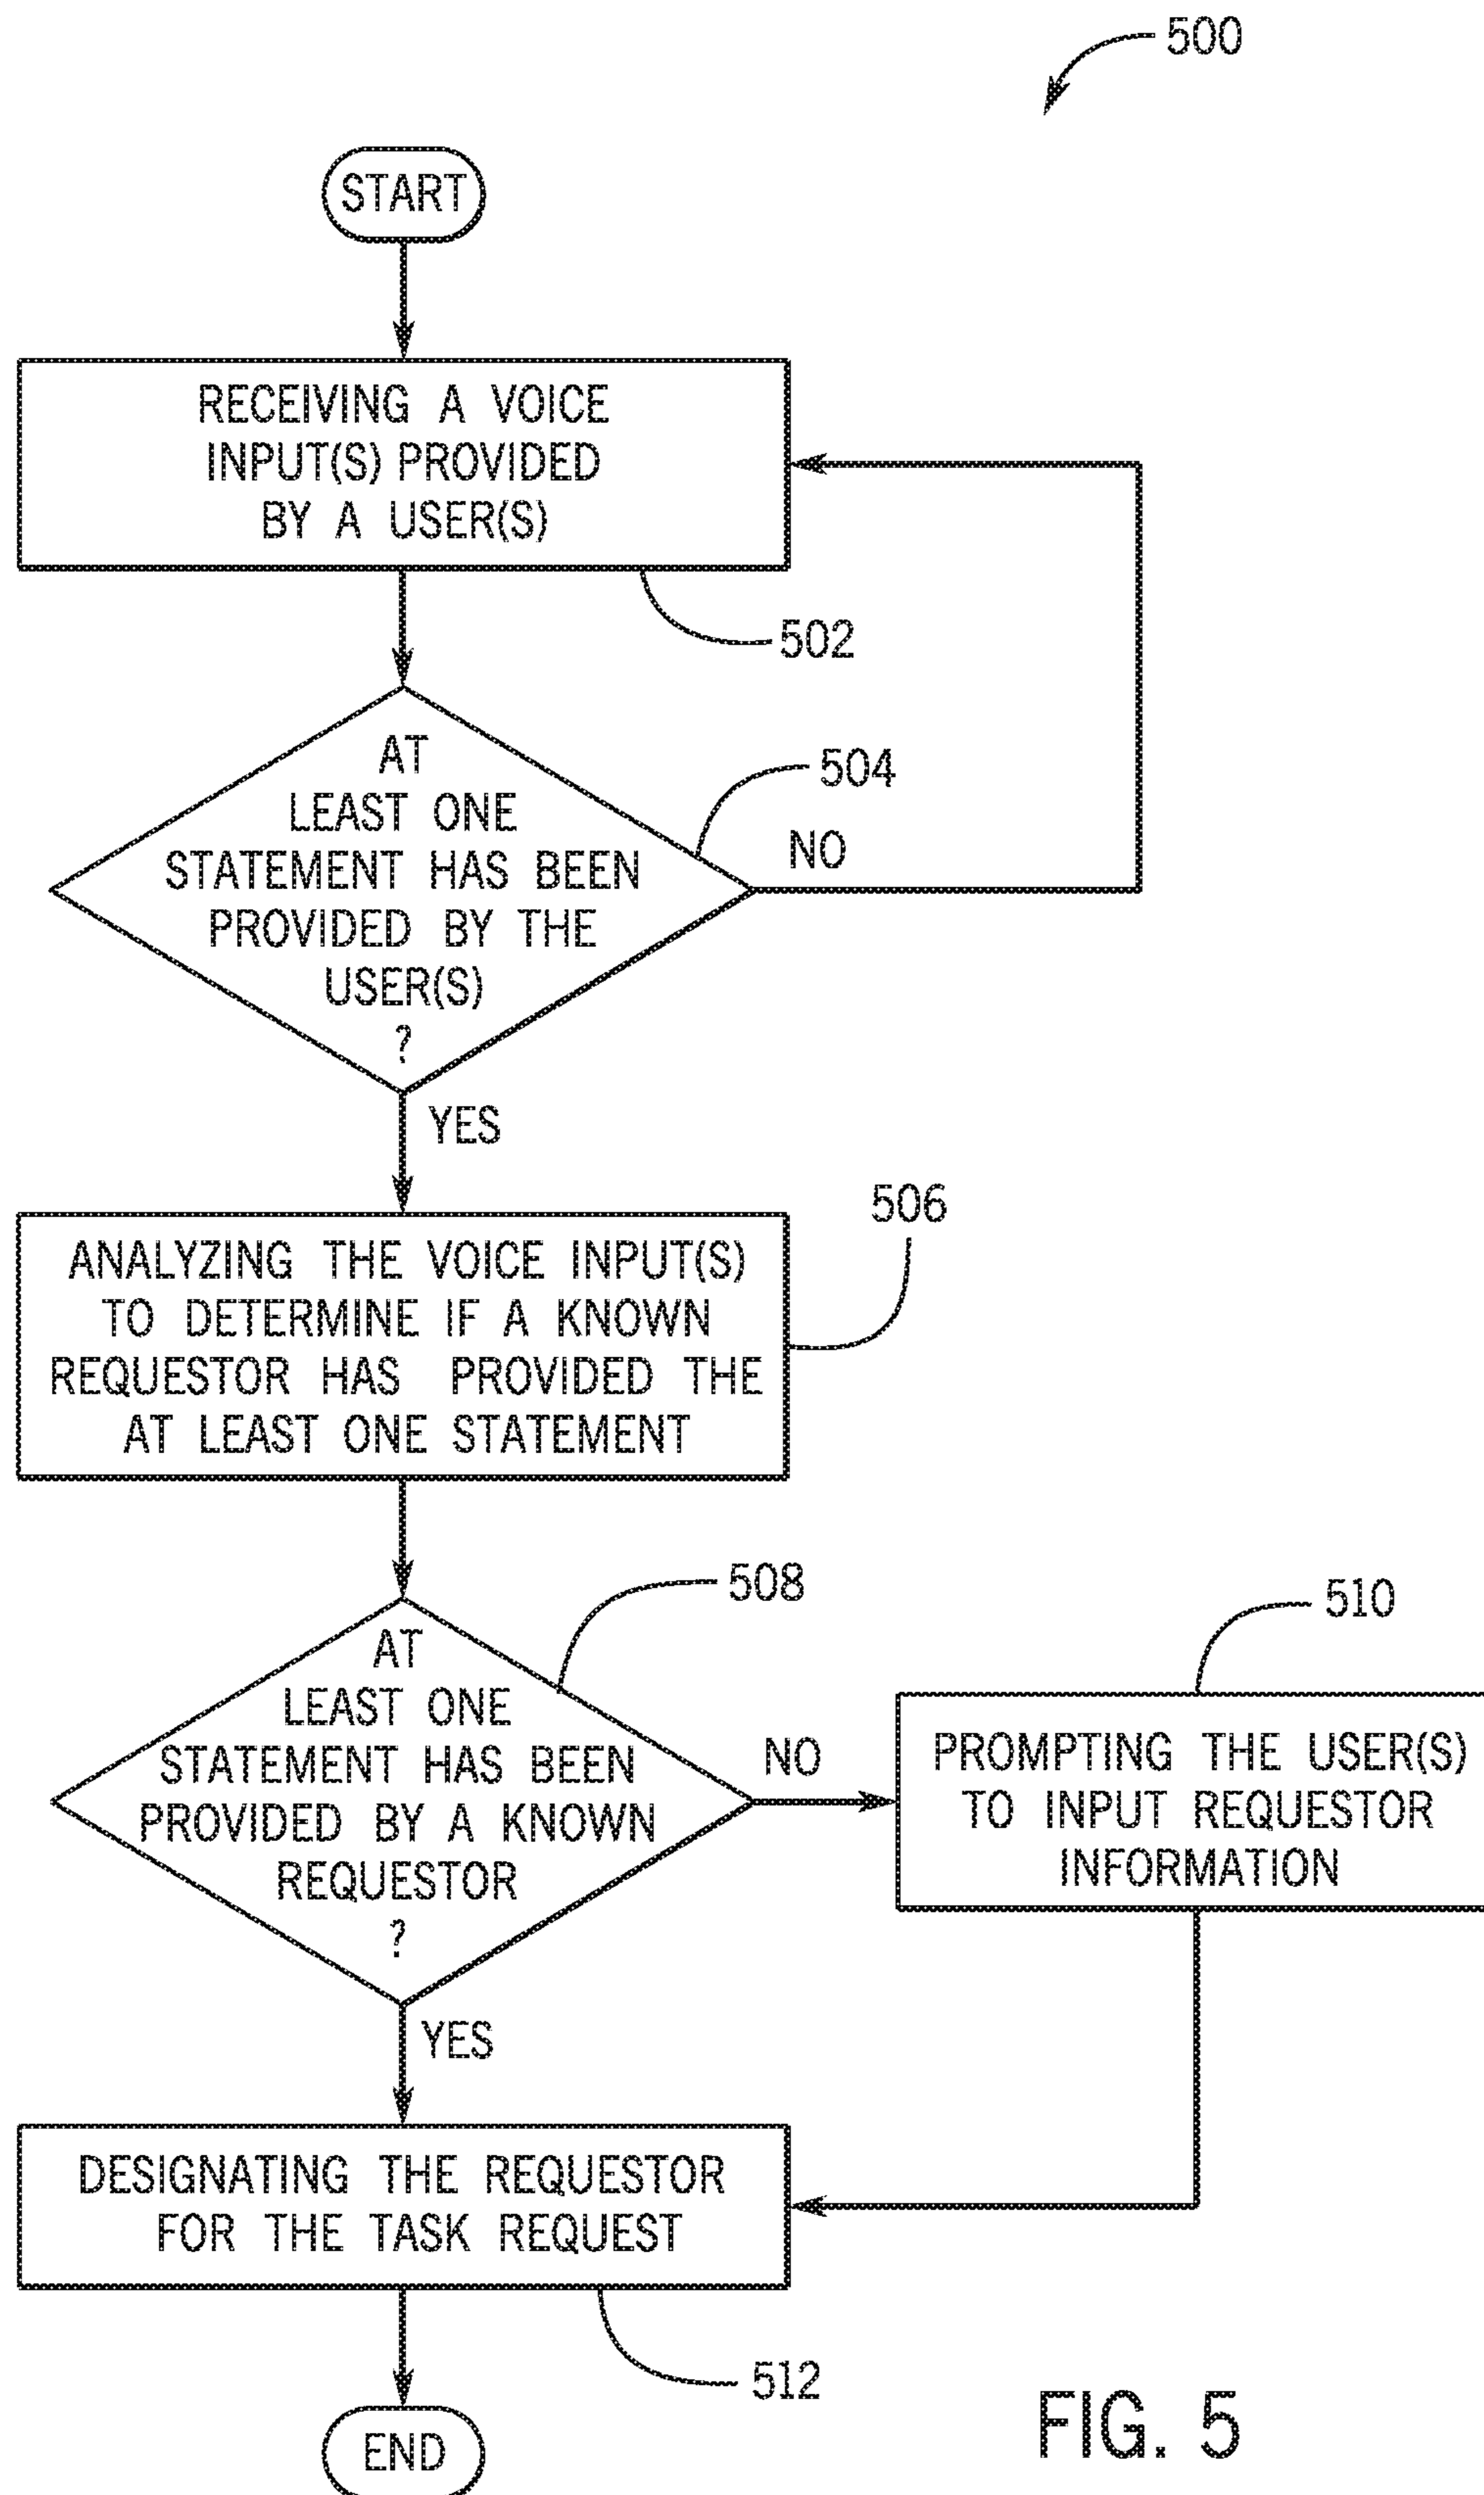 500
START
RECEIVING A VOICE
INPUT(S) PROVIDED
BY A USER(S)
502
AT
LEAST ONE
STATEMENT HAS BEEN
PROVIDED BY THE
USER(S)
?
504
NO
YES
506
ANALYZING THE VOICE INPUT(S)
TO DETERMINE IF A KNOWN
REQUESTOR HAS PROVIDED THE
AT LEAST ONE STATEMENT
508
AT
LEAST ONE
STATEMENT HAS BEEN
PROVIDED BY A KNOWN
REQUESTOR
?
NO
510
PROMPTING THE USER(S)
TO INPUT REQUESTOR
INFORMATION
YES
DESIGNATING THE REQUESTOR
FOR THE TASK REQUEST
512
END
FIG. 5